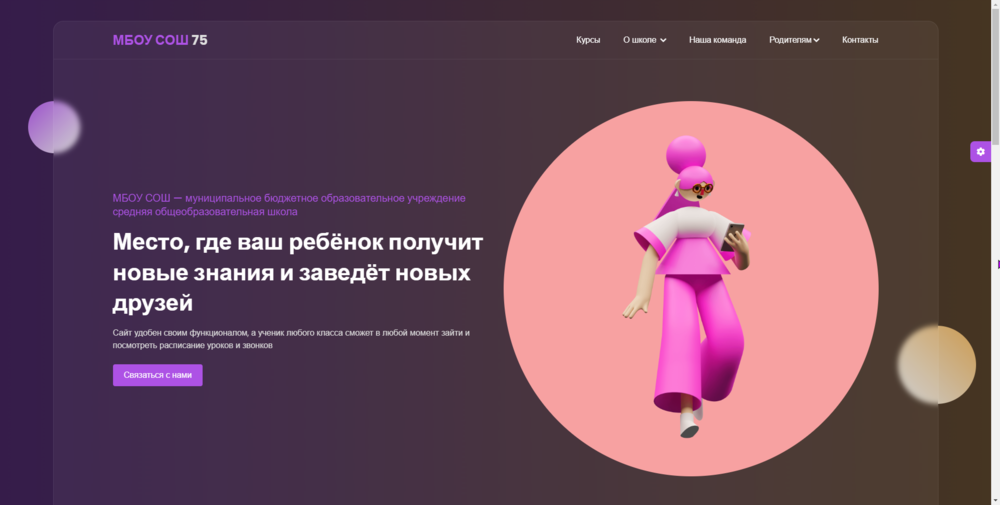 МБОУ СОШ 75
Курсы
О школе
Наша команда
Родителям
Контакты
МБОУ СОШ — муниципальное бюджетное образовательное учреждение
средняя общеобразовательная школа
Место, где ваш ребёнок получит
новые знания и заведёт новых
друзей
Сайт удобен своим функционалом, а ученик любого класса сможет в любой момент зайти и
посмотреть расписание уроков и звонков
Связаться с нами